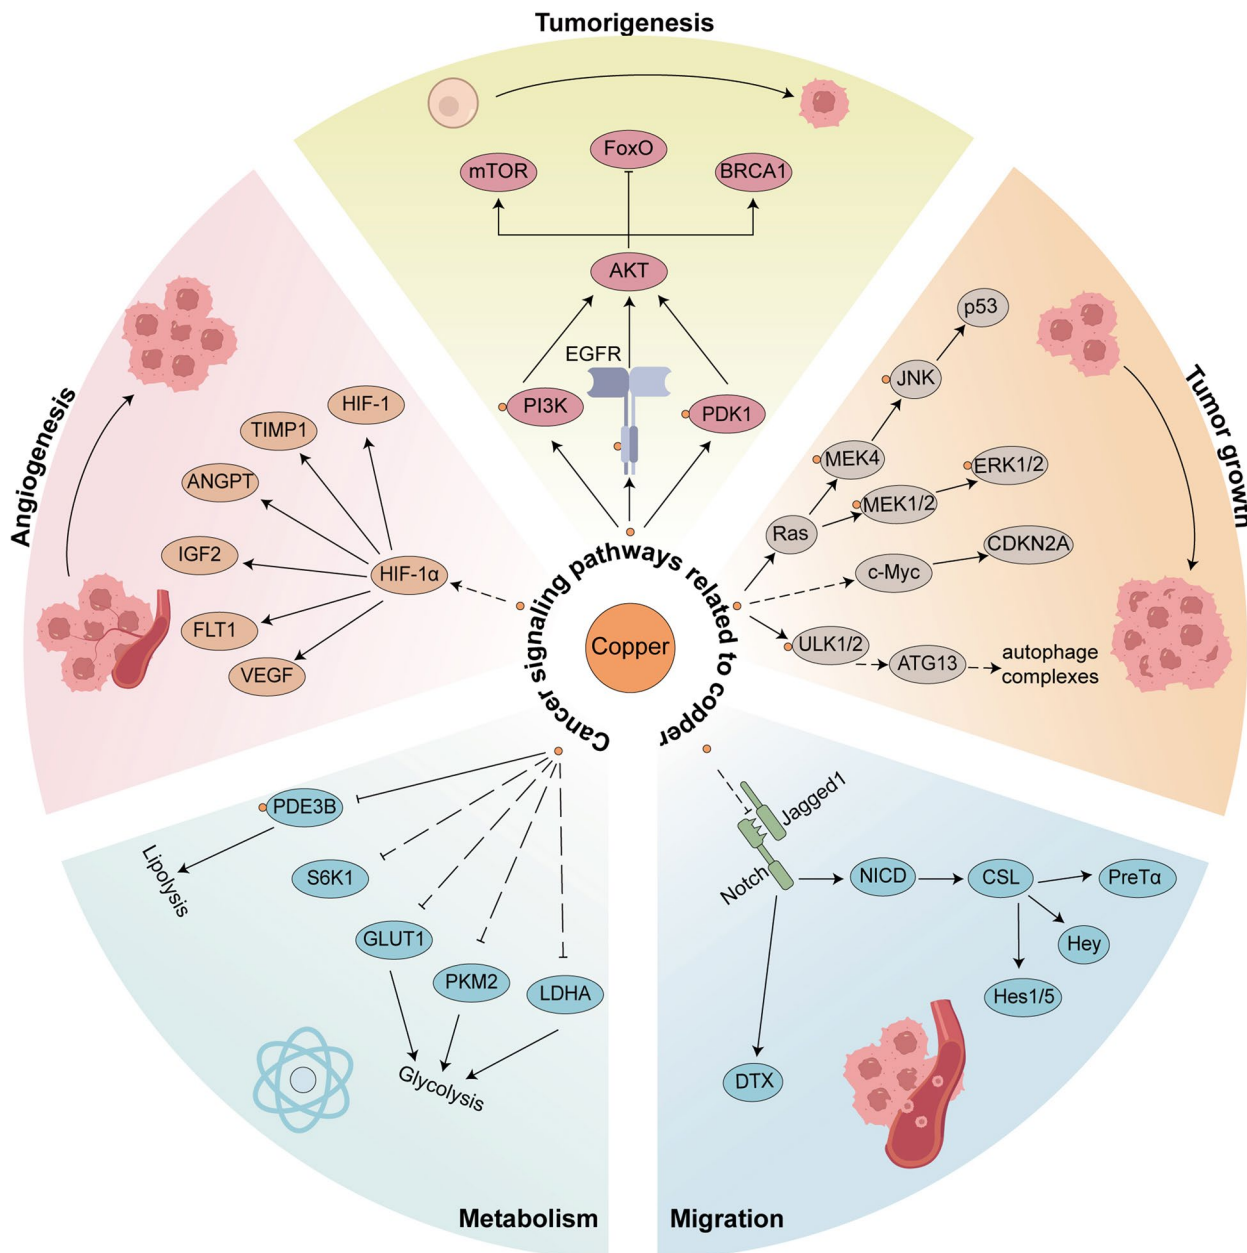 Tumorigenesis
FoxO
mTOR
BRCA1
AKT
EGFR
PI3K
PDK1
Tumor growth
p53
JNK
MEK4
ERK1/2
MEK1/2
Ras
CDKN2A
c-Myc
ULK1/2
ATG13
autophage
complexes
Angiogenesis
HIF-1
TIMP1
ANGPT
IGF2
HIF-1α
FLT1
VEGF
Cancer signaling pathways related to copper
Copper
PDE3B
Lipolysis
S6K1
GLUT1
PKM2
LDHA
Glycolysis
Metabolism
Jagged1
Notch
NICD
CSL
PreTα
Hey
Hes1/5
DTX
Migration